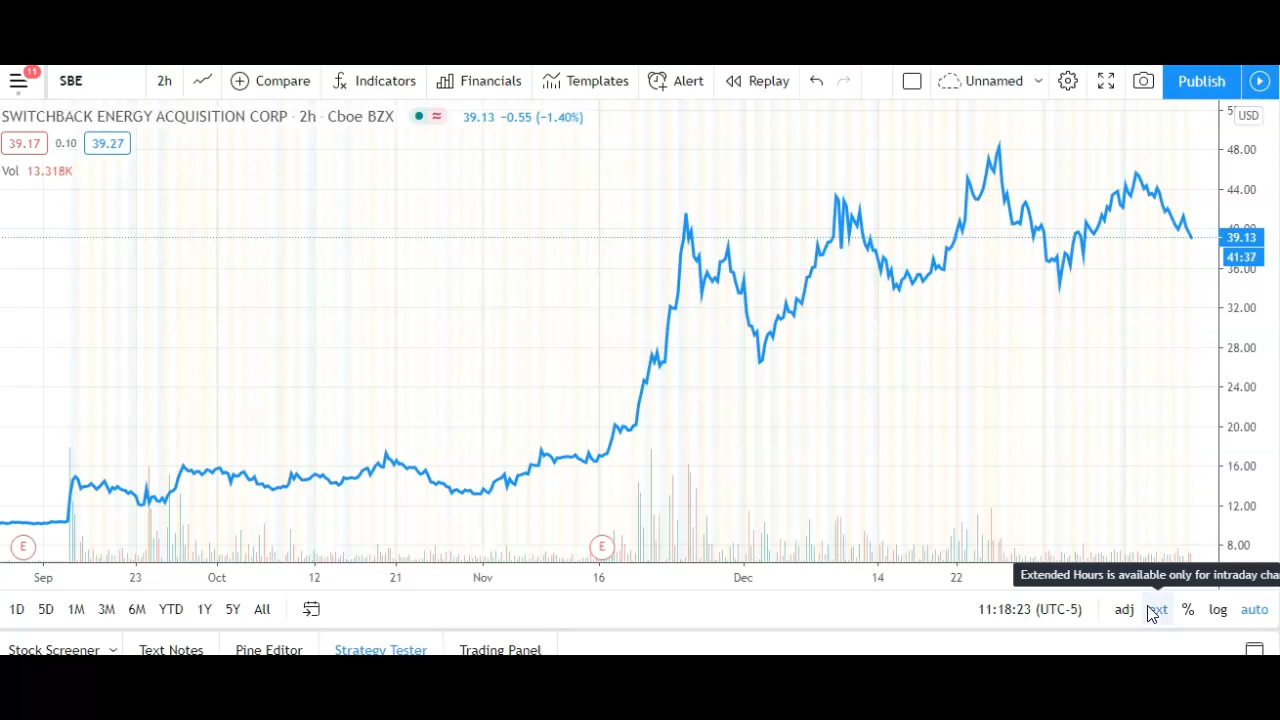 11
SBE 2h Compare Indicators Financials Templates Alert Replay Unnamed Publish
SWITCHBACK ENERGY ACQUISITION CORP · 2h · Cboe BZX 39.13 −0.55 (−1.40%)
USD
39.17 0.10 39.27
48.00
Vol 13.318K
44.00
39.13
41:37
36.00
32.00
28.00
24.00
20.00
16.00
12.00
E E
8.00
Sep 23 Oct 12 21 Nov 16 Dec 14 22
Extended Hours is available only for intraday cha
1D 5D 1M 3M 6M YTD 1Y 5Y All 11:18:23 (UTC-5) adj ext % log auto
Stock Screener Text Notes Pine Editor Strategy Tester Trading Panel